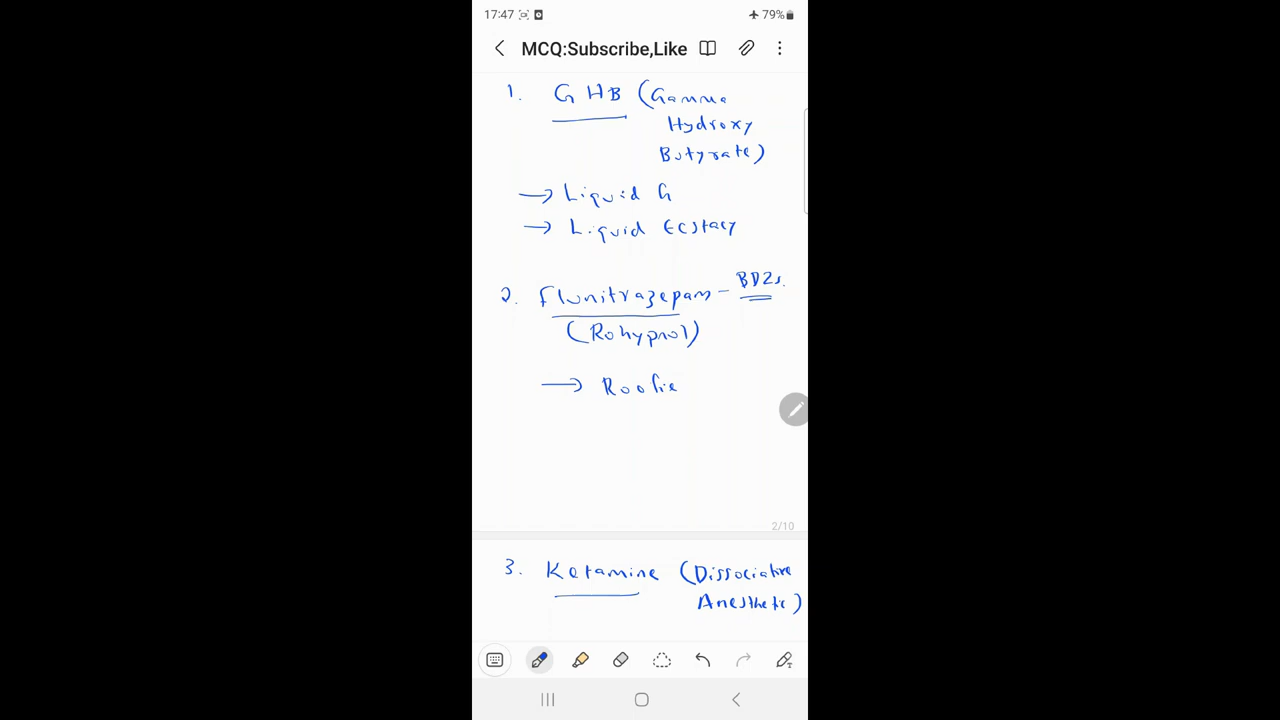 17:47 79%
MCQ:Subscribe,Like
1. GHB (Gamma
Hydroxy
Butyrate)
→ Liquid G
→ Liquid Ecstacy
2. Flunitrazepam - BDZs.
(Rohypnol)
→ Roofie
2/10
3. Ketamine (Dissociative
Anesthetic)